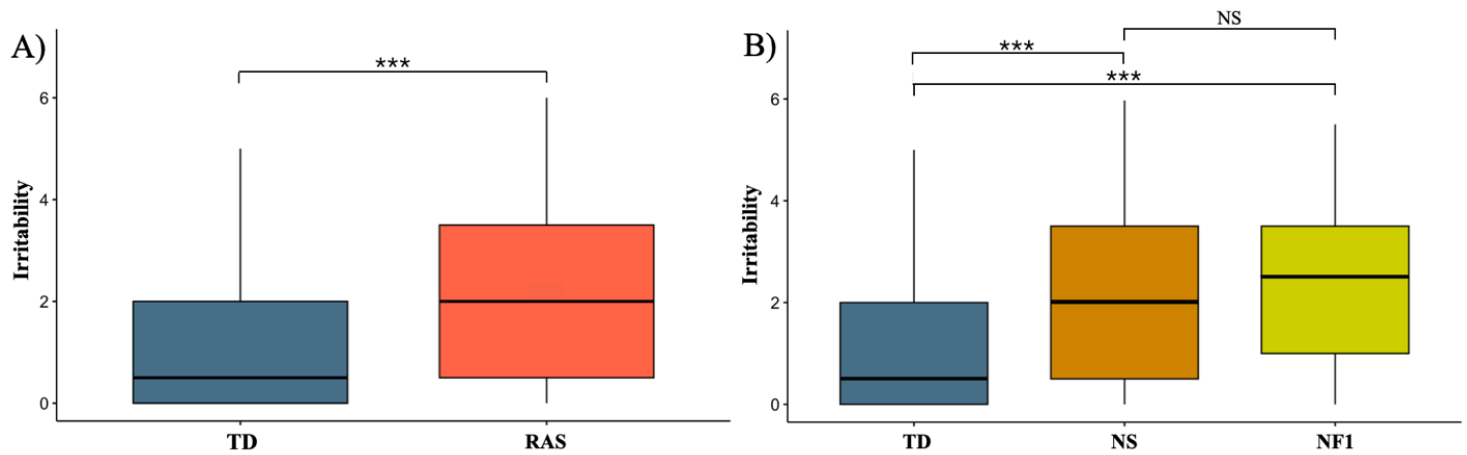 A)
***
Irritability
6
4
2
0
TD RAS
B)
NS
***
***
Irritability
6
4
2
0
TD NS NF1